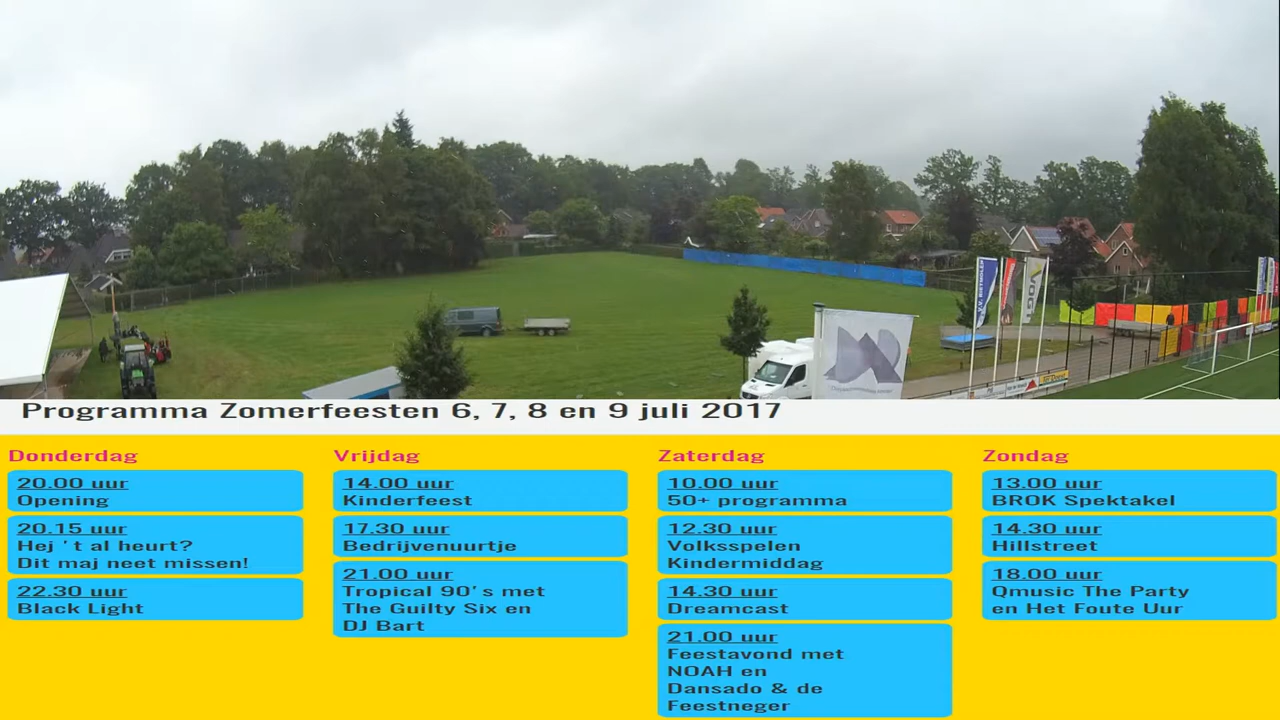 VOG
Programma Zomerfeesten 6, 7, 8 en 9 juli 2017
Donderdag
20.00 uur
Opening
20.15 uur
Hej 't al heurt?
Dit maj neet missen!
22.30 uur
Black Light
Vrijdag
14.00 uur
Kinderfeest
17.30 uur
Bedrijvenuurtje
21.00 uur
Tropical 90's met
The Guilty Six en
DJ Bart
Zaterdag
10.00 uur
50+ programma
12.30 uur
Volksspelen
Kindermiddag
14.30 uur
Dreamcast
21.00 uur
Feestavond met
NOAH en
Dansado & de
Feestneger
Zondag
13.00 uur
BROK Spektakel
14.30 uur
Hillstreet
18.00 uur
Qmusic The Party
en Het Foute Uur